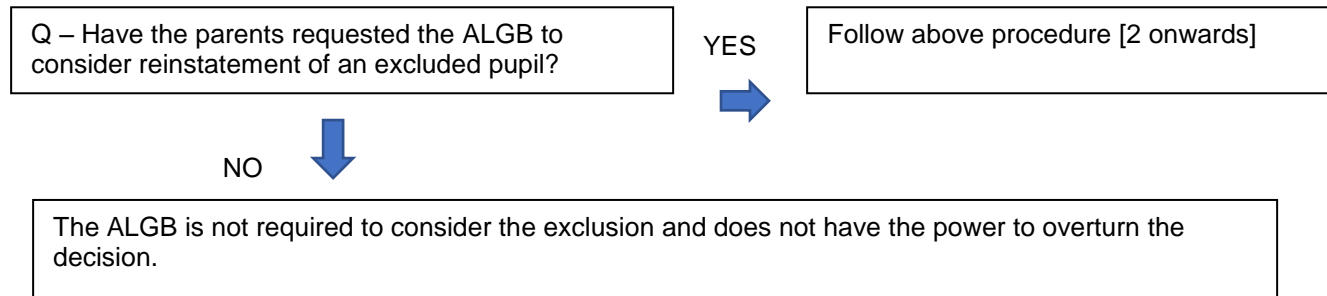 Q – Have the parents requested the ALGB to
consider reinstatement of an excluded pupil?
YES
Follow above procedure [2 onwards]
NO
The ALGB is not required to consider the exclusion and does not have the power to overturn the
decision.